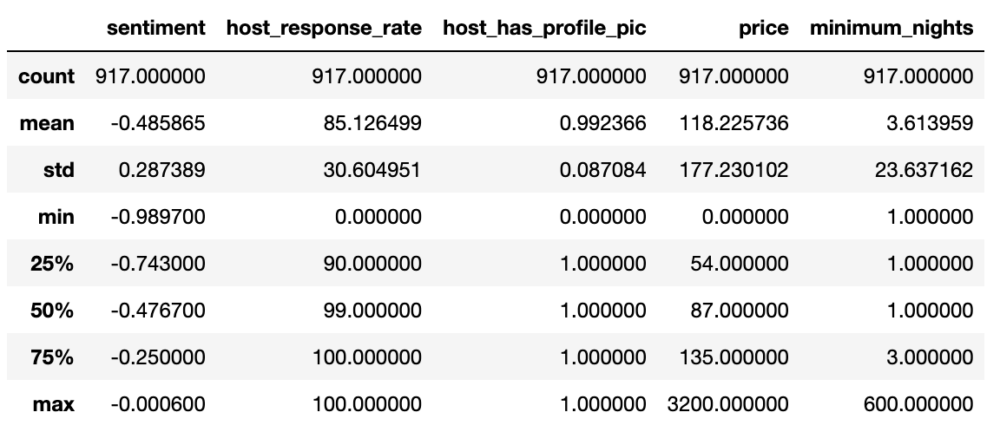 sentiment host_response_rate host_has_profile_pic price minimum_nights
count 917.000000 917.000000 917.000000 917.000000 917.000000
mean -0.485865 85.126499 0.992366 118.225736 3.613959
std 0.287389 30.604951 0.087084 177.230102 23.637162
min -0.989700 0.000000 0.000000 0.000000 1.000000
25% -0.743000 90.000000 1.000000 54.000000 1.000000
50% -0.476700 99.000000 1.000000 87.000000 1.000000
75% -0.250000 100.000000 1.000000 135.000000 3.000000
max -0.000600 100.000000 1.000000 3200.000000 600.000000